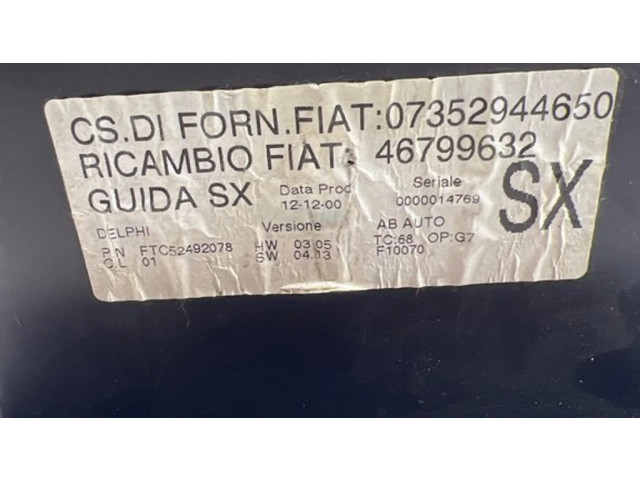 CS.DI FORN.FIAT:07352944650
RICAMBIO FIAT: 46799632
GUIDA SX Data Prod 12-12-00 Seriale 0000014769 SX
DELPHI Versione AB AUTO
P.N FTC52492078 HW 03.05 TC:68 OP:G7
C.L 01 SW 04.13 F10070